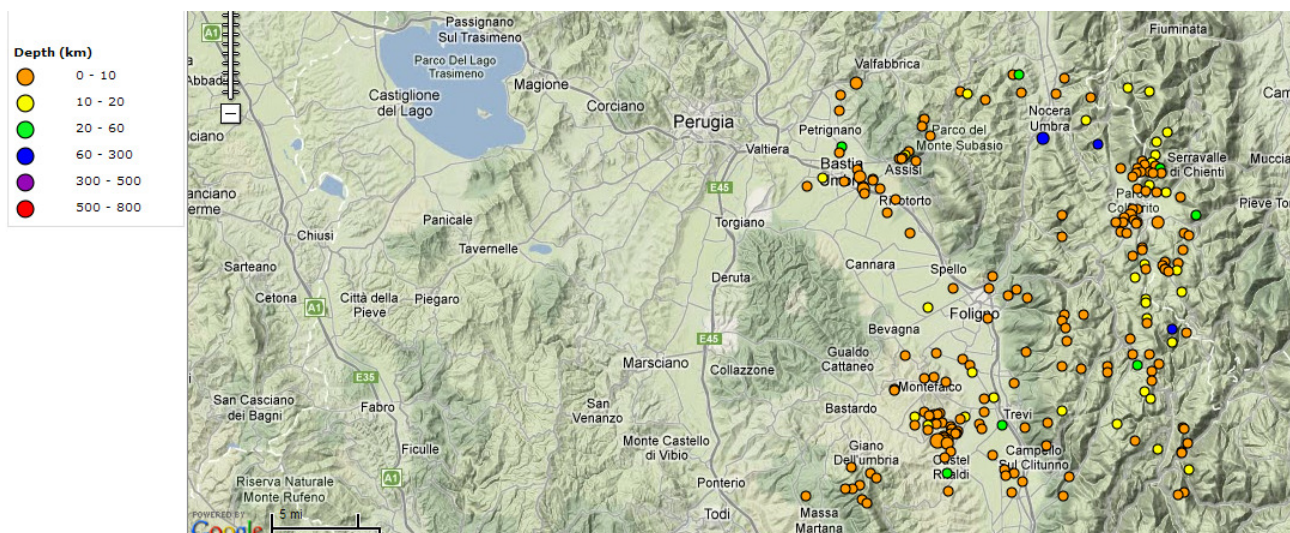 Depth (km)
0 - 10
10 - 20
20 - 60
60 - 300
300 - 500
500 - 800
A1
Passignano
Sul Trasimeno
Parco Del Lago
Trasimeno
Castiglione
del Lago
Magione
Corciano
Perugia
Valfabbrica
Fiuminata
Petrignano
Parco del
Monte Subasio
Nocera
Umbra
Valtiera
Bastia
Assisi
Serravalle
di Chienti
E45
Torgiano
Panicale
Chiusi
Tavernelle
Sarteano
Cetona
Città della
Pieve
Piegaro
A1
Deruta
Cannara
Spello
Foligno
Bevagna
E45
Marsciano
Collazzone
Gualdo
Cattaneo
Montefalco
E35
San Casciano
dei Bagni
Fabro
San
Venanzo
Bastardo
Trevi
Ficulle
Monte Castello
di Vibio
Giano
Dell'umbria
Castel
Ritaldi
Campello
Sul Clitunno
A1
Riserva Naturale
Monte Rufeno
Ponterio
Todi
Massa
Martana
POWERED BY
Google
5 mi